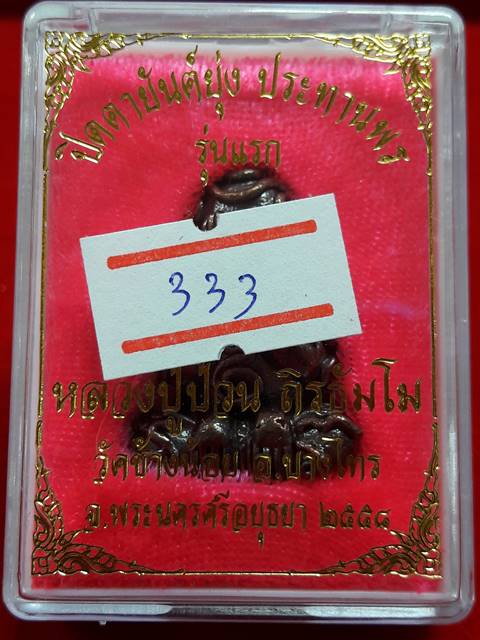 ปิดตายันต์ยุ่ง ประทานพร
รุ่นแรก
333
หลวงปู่ป่วน ถิรธัมโม
วัดช้างน้อย อ.บางไทร
จ.พระนครศรีอยุธยา ๒๕๕๘